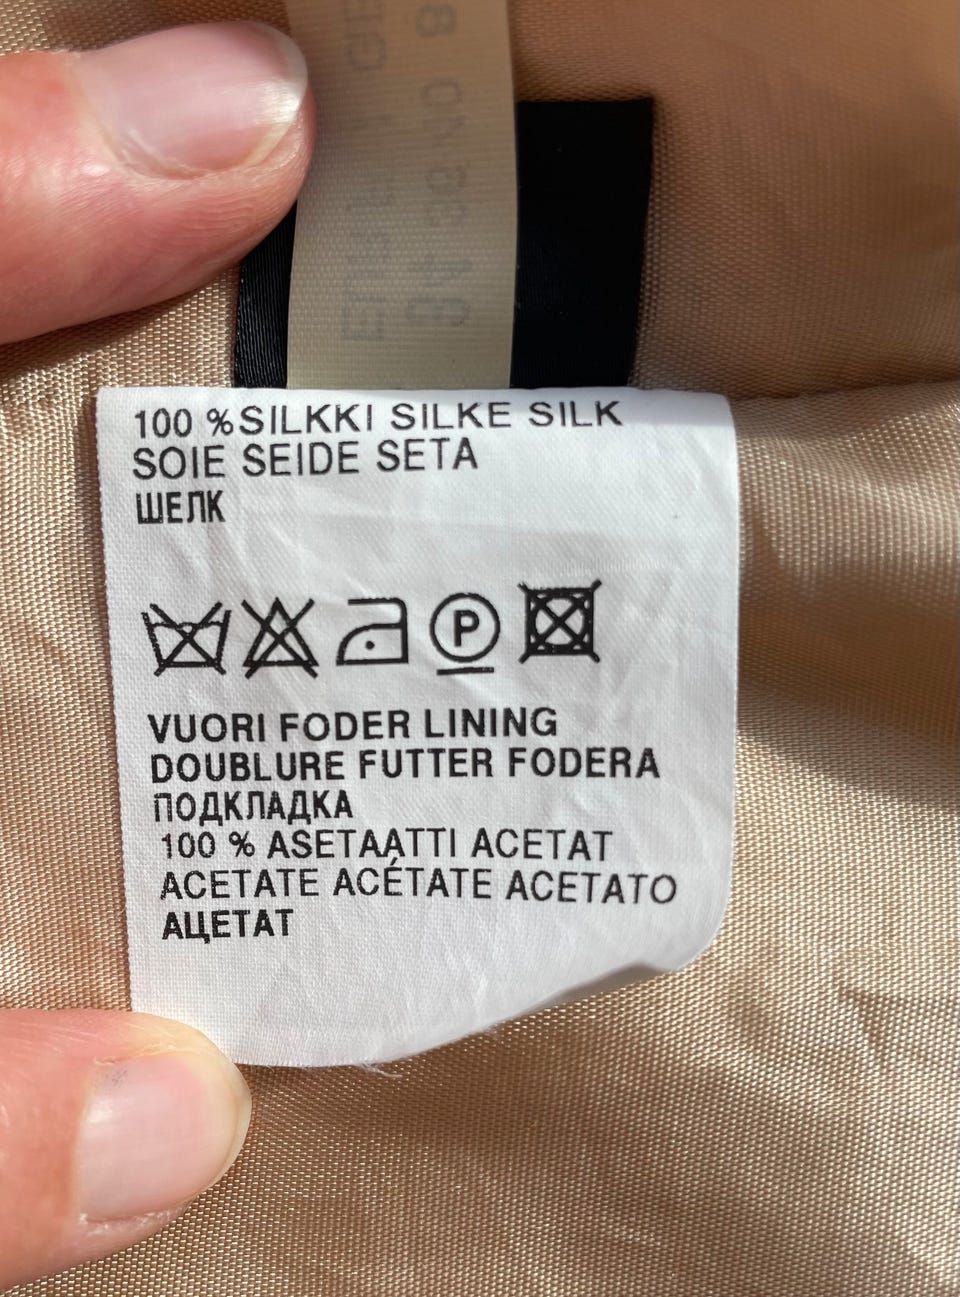 100 % SILKKI SILKE SILK
SOIE SEIDE SETA
ШЕЛК
P
VUORI FODER LINING
DOUBLURE FUTTER FODERA
ПОДКЛАДКА
100 % ASETAATTI ACETAT
ACETATE ACÉTATE ACETATO
АЦЕТАТ